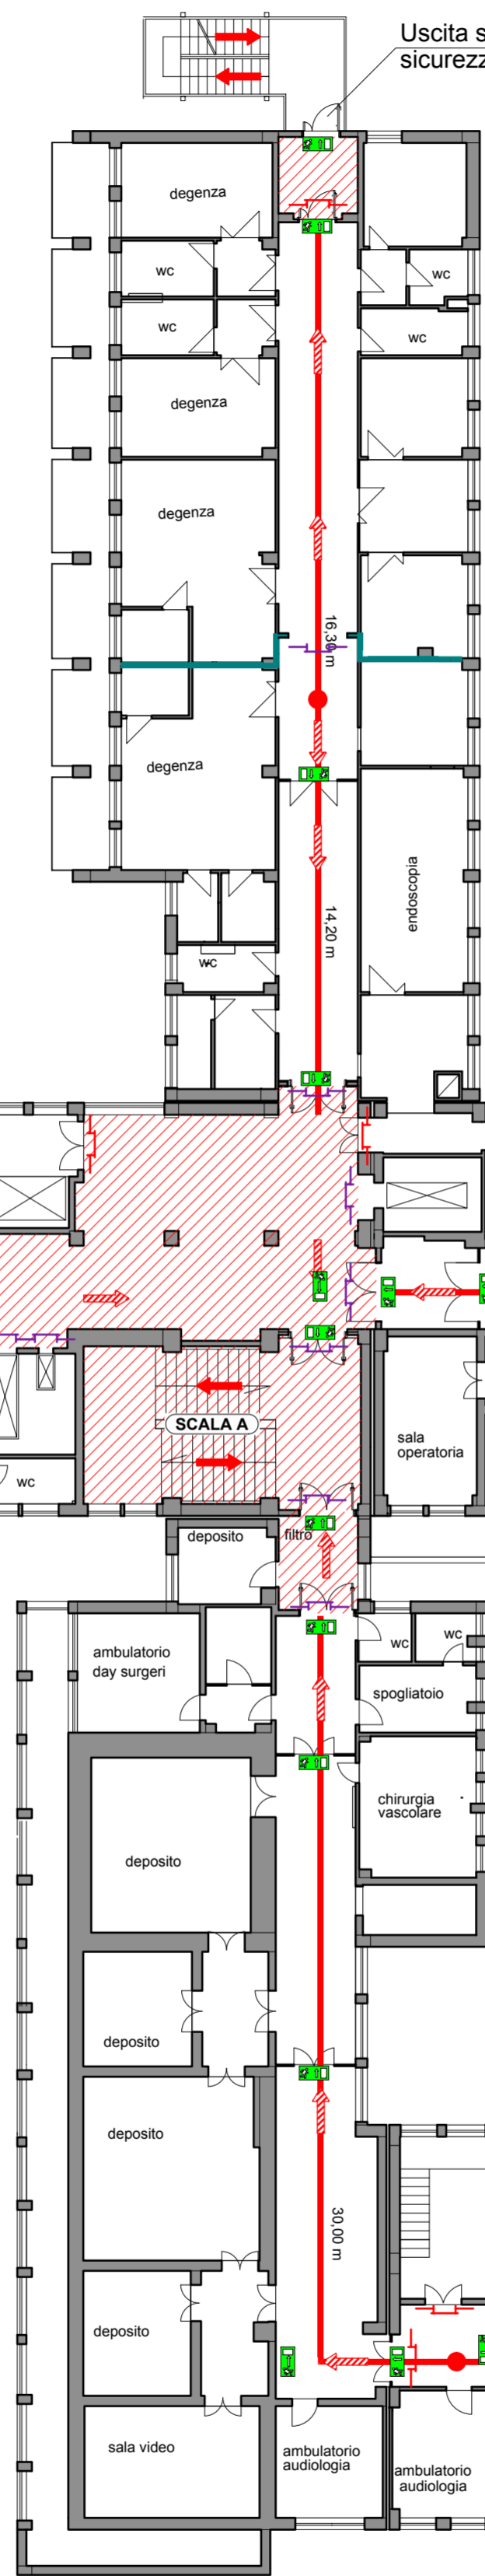 Uscita s
sicurezz
degenza
wc
wc
wc
wc
degenza
degenza
16,30 m
degenza
endoscopia
14,20 m
wc
SCALA A
sala
operatoria
wc
deposito
filtro
ambulatorio
day surgeri
wc
wc
spogliatoio
chirurgia
vascolare
deposito
deposito
deposito
30,00 m
deposito
sala video
ambulatorio
audiologia
ambulatorio
audiologia